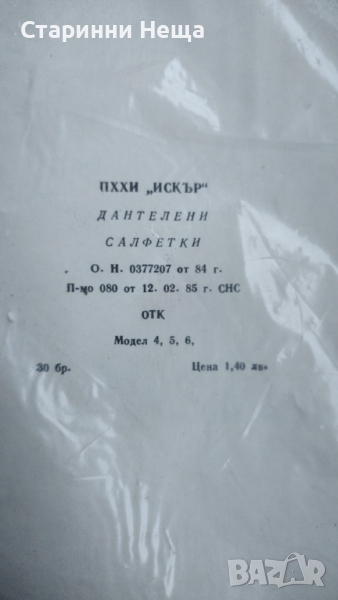 Старинни Неща
ПХХИ „ИСКЪР"
ДАНТЕЛЕНИ
САЛФЕТКИ
О. Н. 0377207 от 84 г.
П-мо 080 от 12. 02. 85 г. СНС
ОТК
Модел 4, 5, 6,
30 бр. Цена 1,40 лв.
BAZAR